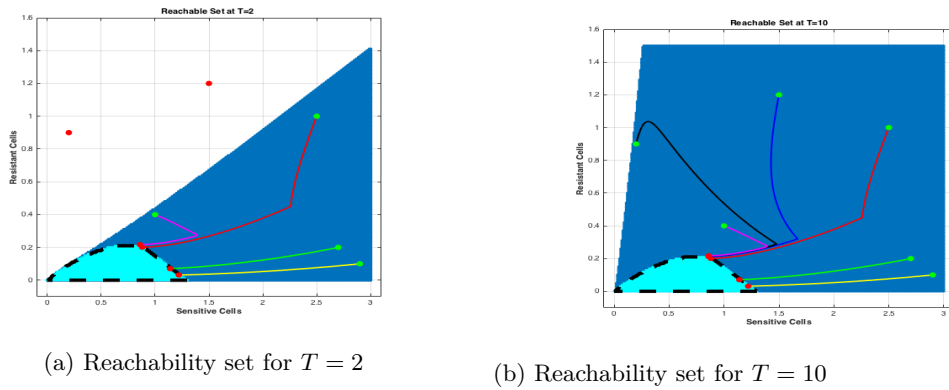 Reachable Set at T=2
1.6
1.4
1.2
1
0.8
0.6
0.4
0.2
0
Resistant Cells
0 0.5 1 1.5 2 2.5 3
Sensitive Cells
(a) Reachability set for T = 2
Reachable Set at T=10
1.6
1.4
1.2
1
0.8
0.6
0.4
0.2
0
Resistant Cells
0 0.5 1 1.5 2 2.5 3
Sensitive Cells
(b) Reachability set for T = 10